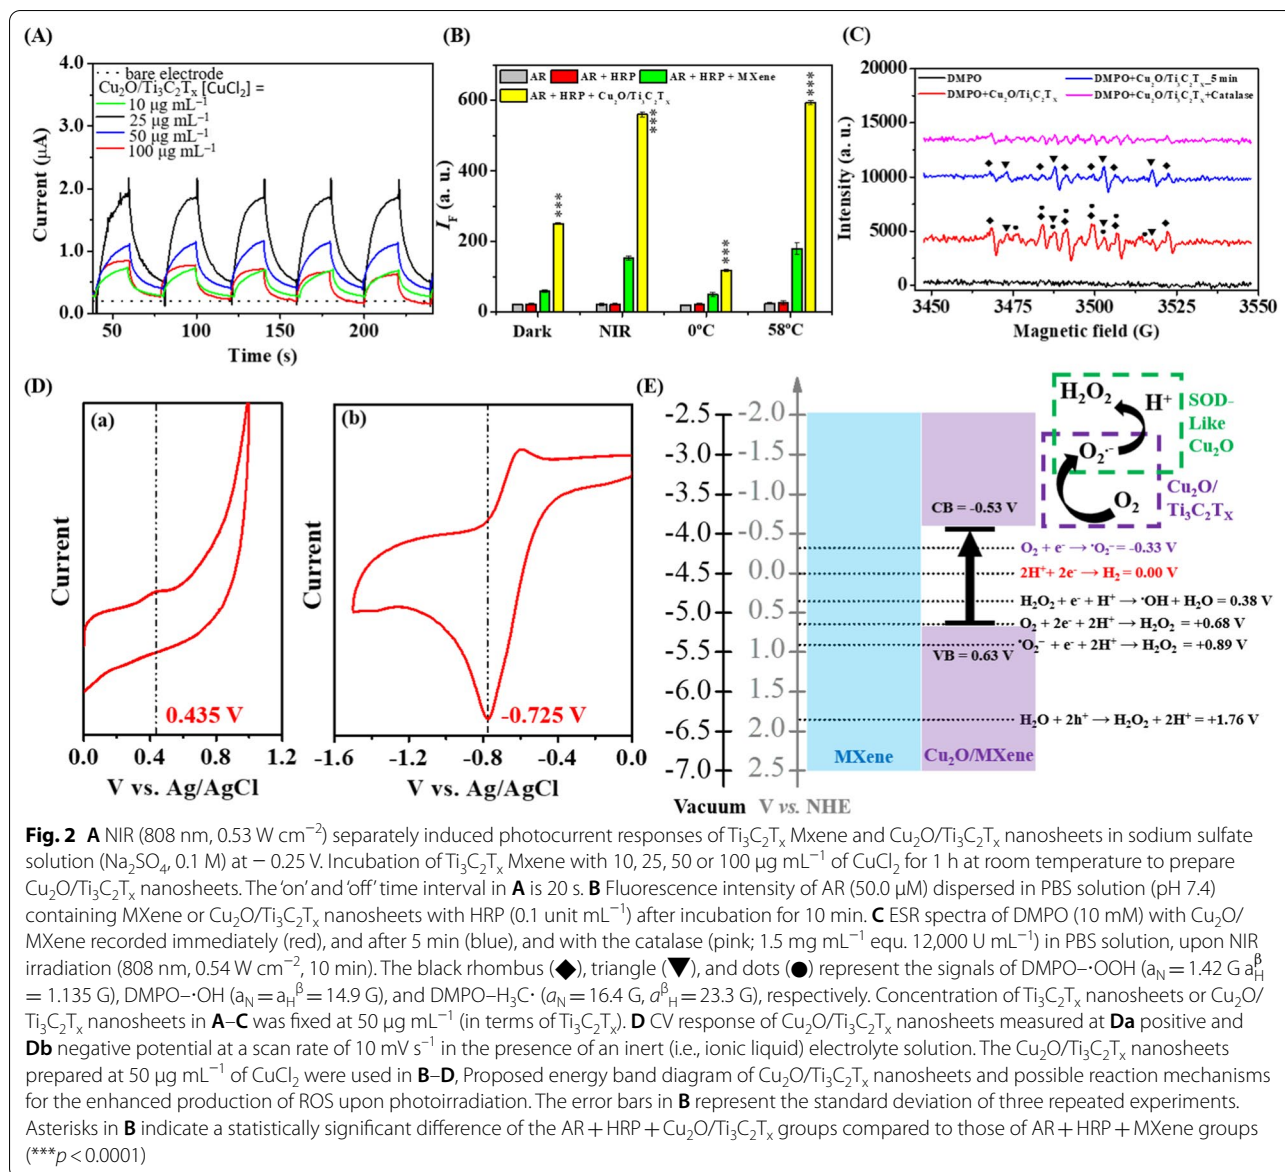 (A)
4.0
3.0
2.0
1.0
0.0
Current (µA)
bare electrode
Cu₂O/Ti₃C₂Tₓ [CuCl₂] =
10 µg mL⁻¹
25 µg mL⁻¹
50 µg mL⁻¹
100 µg mL⁻¹
50 100 150 200
Time (s)
(B)
AR AR + HRP AR + HRP + MXene
AR + HRP + Cu₂O/Ti₃C₂Tₓ
600
400
200
0
I_F (a. u.)
***
***
***
***
Dark NIR 0°C 58°C
(C)
20000
15000
10000
5000
0
Intensity (a. u.)
DMPO DMPO+Cu₂O/Ti₃C₂Tₓ_5 min
DMPO+Cu₂O/Ti₃C₂Tₓ DMPO+Cu₂O/Ti₃C₂Tₓ+Catalase
3450 3475 3500 3525 3550
Magnetic field (G)
(D)
(a)
Current
0.435 V
0.0 0.4 0.8 1.2
V vs. Ag/AgCl
(b)
Current
-0.725 V
-1.6 -1.2 -0.8 -0.4 0.0
V vs. Ag/AgCl
(E)
-2.5 -2.0
-3.0 -1.5
-3.5 -1.0
-4.0 -0.5
-4.5 0.0
-5.0 0.5
-5.5 1.0
-6.0 1.5
-6.5 2.0
-7.0 2.5
Vacuum V vs. NHE
MXene
Cu₂O/MXene
CB = -0.53 V
VB = 0.63 V
H₂O₂
H⁺
O₂·⁻
O₂
SOD-
Like
Cu₂O
Cu₂O/
Ti₃C₂T_X
O₂ + e⁻ → ·O₂⁻= -0.33 V
2H⁺+ 2e⁻ → H₂ = 0.00 V
H₂O₂ + e⁻ + H⁺ → ·OH + H₂O = 0.38 V
O₂ + 2e⁻ + 2H⁺ → H₂O₂ = +0.68 V
·O₂⁻ + e⁻ + 2H⁺ → H₂O₂ = +0.89 V
H₂O + 2h⁺ → H₂O₂ + 2H⁺ = +1.76 V
Fig. 2 A NIR (808 nm, 0.53 W cm⁻²) separately induced photocurrent responses of Ti₃C₂Tₓ Mxene and Cu₂O/Ti₃C₂Tₓ nanosheets in sodium sulfate
solution (Na₂SO₄, 0.1 M) at − 0.25 V. Incubation of Ti₃C₂Tₓ Mxene with 10, 25, 50 or 100 µg mL⁻¹ of CuCl₂ for 1 h at room temperature to prepare
Cu₂O/Ti₃C₂Tₓ nanosheets. The ‘on’ and ‘off’ time interval in A is 20 s. B Fluorescence intensity of AR (50.0 µM) dispersed in PBS solution (pH 7.4)
containing MXene or Cu₂O/Ti₃C₂Tₓ nanosheets with HRP (0.1 unit mL⁻¹) after incubation for 10 min. C ESR spectra of DMPO (10 mM) with Cu₂O/
MXene recorded immediately (red), and after 5 min (blue), and with the catalase (pink; 1.5 mg mL⁻¹ equ. 12,000 U mL⁻¹) in PBS solution, upon NIR
irradiation (808 nm, 0.54 W cm⁻², 10 min). The black rhombus (◆), triangle (▼), and dots (●) represent the signals of DMPO–·OOH (a_N = 1.42 G a_H^β
= 1.135 G), DMPO–·OH (a_N = a_H^β = 14.9 G), and DMPO–H₃C· (a_N = 16.4 G, a^β_H = 23.3 G), respectively. Concentration of Ti₃C₂Tₓ nanosheets or Cu₂O/
Ti₃C₂Tₓ nanosheets in A–C was fixed at 50 µg mL⁻¹ (in terms of Ti₃C₂Tₓ). D CV response of Cu₂O/Ti₃C₂Tₓ nanosheets measured at Da positive and
Db negative potential at a scan rate of 10 mV s⁻¹ in the presence of an inert (i.e., ionic liquid) electrolyte solution. The Cu₂O/Ti₃C₂Tₓ nanosheets
prepared at 50 µg mL⁻¹ of CuCl₂ were used in B–D, Proposed energy band diagram of Cu₂O/Ti₃C₂Tₓ nanosheets and possible reaction mechanisms
for the enhanced production of ROS upon photoirradiation. The error bars in B represent the standard deviation of three repeated experiments.
Asterisks in B indicate a statistically significant difference of the AR + HRP + Cu₂O/Ti₃C₂Tₓ groups compared to those of AR + HRP + MXene groups
(***p < 0.0001)